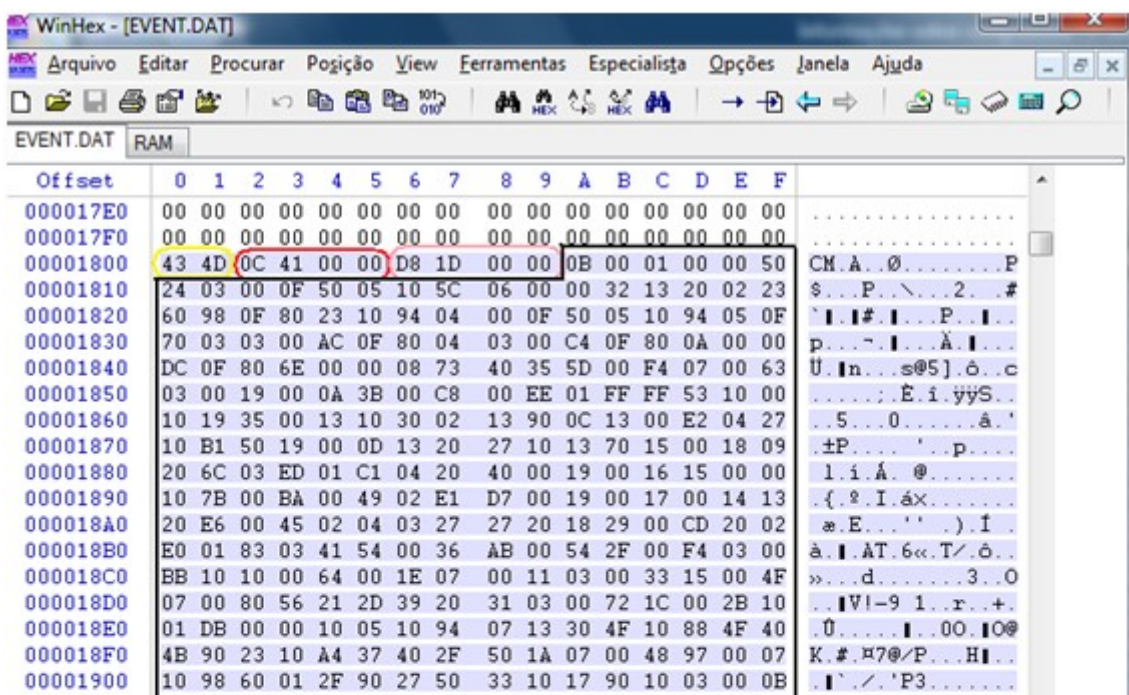 WinHex - [EVENT.DAT]
Arquivo Editar Procurar Posição View Ferramentas Especialista Opções Janela Ajuda
EVENT.DAT RAM
Offset 0 1 2 3 4 5 6 7 8 9 A B C D E F
000017E0 00 00 00 00 00 00 00 00 00 00 00 00 00 00 00 00 ................
000017F0 00 00 00 00 00 00 00 00 00 00 00 00 00 00 00 00 ................
00001800 43 4D 0C 41 00 00 D8 1D 00 00 0B 00 01 00 00 50 CM.A..Ø........P
00001810 24 03 00 0F 50 05 10 5C 06 00 00 32 13 20 02 23 $...P..\...2. .#
00001820 60 98 0F 80 23 10 94 04 00 0F 50 05 10 94 05 0F
00001830 70 03 03 00 AC 0F 80 04 03 00 C4 0F 80 0A 00 00
00001840 DC 0F 80 6E 00 00 08 73 40 35 5D 00 F4 07 00 63
00001850 03 00 19 00 0A 3B 00 C8 00 EE 01 FF FF 53 10 00 .....;.È.î.ÿÿS..
00001860 10 19 35 00 13 10 30 02 13 90 0C 13 00 E2 04 27 ..5...0......â.'
00001870 10 B1 50 19 00 0D 13 20 27 10 13 70 15 00 18 09 .±P.... '..p....
00001880 20 6C 03 ED 01 C1 04 20 40 00 19 00 16 15 00 00 l.í.Á. @.......
00001890 10 7B 00 BA 00 49 02 E1 D7 00 19 00 17 00 14 13 .{.º.I.á×.......
000018A0 20 E6 00 45 02 04 03 27 27 20 18 29 00 CD 20 02 æ.E...'' .).Í .
000018B0 E0 01 83 03 41 54 00 36 AB 00 54 2F 00 F4 03 00
000018C0 BB 10 10 00 64 00 1E 07 00 11 03 00 33 15 00 4F »...d.......3..O
000018D0 07 00 80 56 21 2D 39 20 31 03 00 72 1C 00 2B 10
000018E0 01 DB 00 00 10 05 10 94 07 13 30 4F 10 88 4F 40
000018F0 4B 90 23 10 A4 37 40 2F 50 1A 07 00 48 97 00 07
00001900 10 98 60 01 2F 90 27 50 33 10 17 90 10 03 00 0B